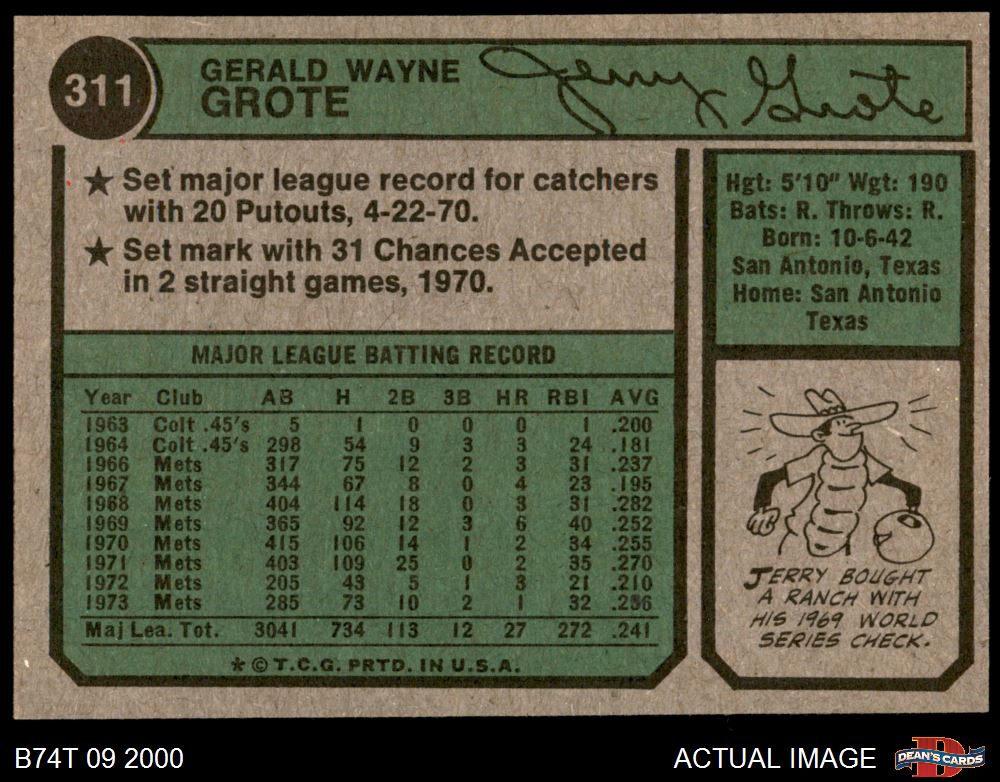 311
GERALD WAYNE
GROTE
Jerry Grote
★ Set major league record for catchers
with 20 Putouts, 4-22-70.
★ Set mark with 31 Chances Accepted
in 2 straight games, 1970.
MAJOR LEAGUE BATTING RECORD
Year Club AB H 2B 3B HR RBI AVG
1963 Colt .45's 5 1 0 0 0 1 .200
1964 Colt .45's 298 54 9 3 3 24 .181
1966 Mets 317 75 12 2 3 31 .237
1967 Mets 344 67 8 0 4 23 .195
1968 Mets 404 114 18 0 3 31 .282
1969 Mets 365 92 12 3 6 40 .252
1970 Mets 415 106 14 1 2 34 .255
1971 Mets 403 109 25 0 2 35 .270
1972 Mets 205 43 5 1 3 21 .210
1973 Mets 285 73 10 2 1 32 .256
Maj Lea. Tot. 3041 734 113 12 27 272 .241
* © T.C.G. PRTD. IN U.S.A.
Hgt: 5'10" Wgt: 190
Bats: R. Throws: R.
Born: 10-6-42
San Antonio, Texas
Home: San Antonio
Texas
JERRY BOUGHT
A RANCH WITH
HIS 1969 WORLD
SERIES CHECK.
B74T 09 2000
ACTUAL IMAGE
D
DEAN'S CARDS